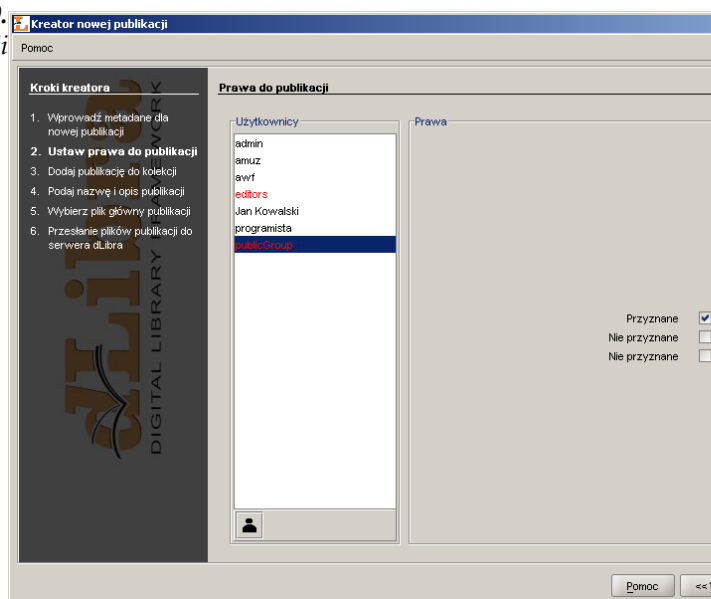 Kreator nowej publikacji
Pomoc
Kroki kreatora
1. Wprowadź metadane dla
nowej publikacji
2. Ustaw prawa do publikacji
3. Dodaj publikację do kolekcji
4. Podaj nazwę i opis publikacji
5. Wybierz plik główny publikacji
6. Przesłanie plików publikacji do
serwera dLibra
dLibra
DIGITAL LIBRARY FRAMEWORK
Prawa do publikacji
Użytkownicy
admin
amuz
awf
editors
Jan Kowalski
programista
publicGroup
Prawa
Przyznane
Nie przyznane
Nie przyznane
Pomoc
<<